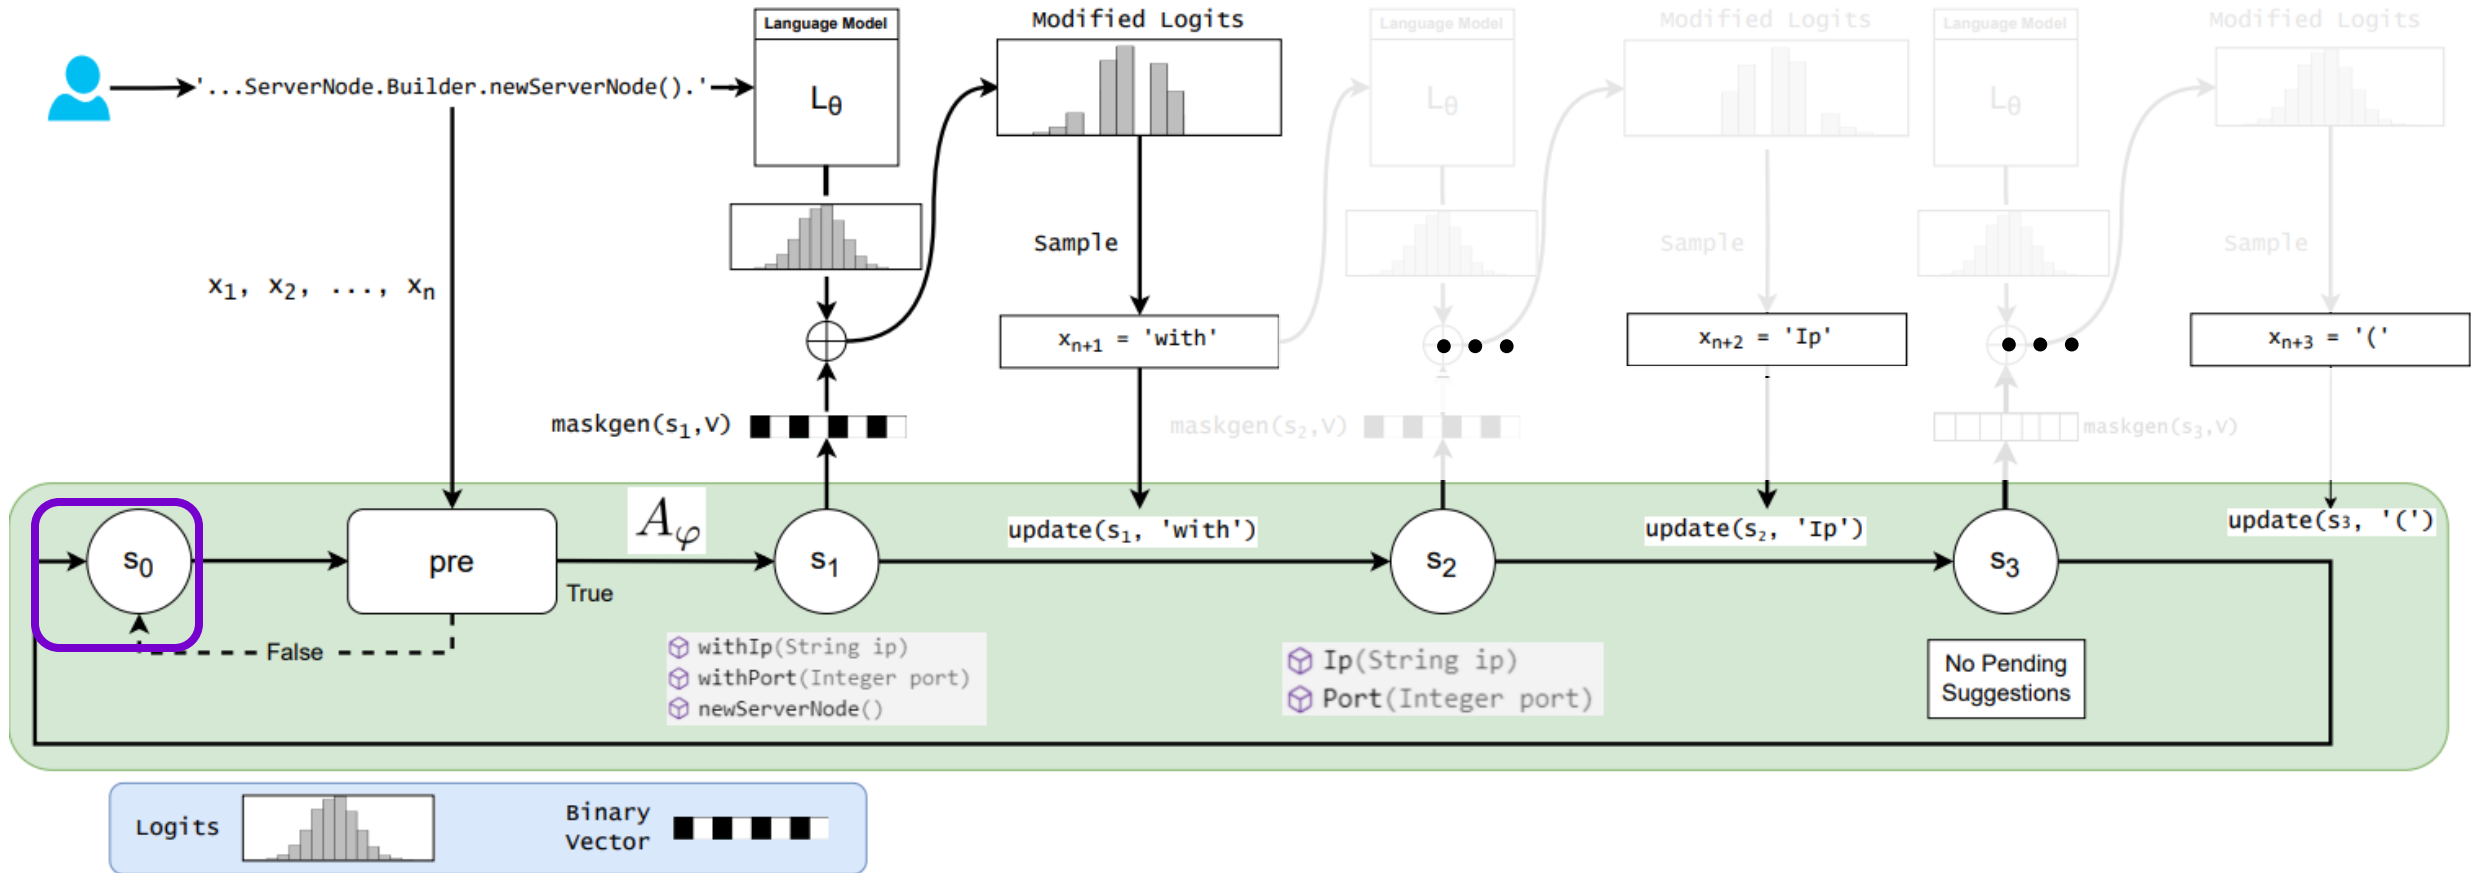 Language Model
Lθ
Modified Logits
Language Model
Lθ
Modified Logits
Language Model
Lθ
Modified Logits
'...ServerNode.Builder.newServerNode().'
x1, x2, ..., xn
Sample
Sample
Sample
xn+1 = 'with'
xn+2 = 'Ip'
xn+3 = '('
maskgen(s1,V)
maskgen(s2,V)
maskgen(s3,V)
s0
pre
Aφ
True
False
s1
update(s1, 'with')
s2
update(s2, 'Ip')
s3
update(s3, '(')
withIp(String ip)
withPort(Integer port)
newServerNode()
Ip(String ip)
Port(Integer port)
No Pending
Suggestions
Logits
Binary
Vector